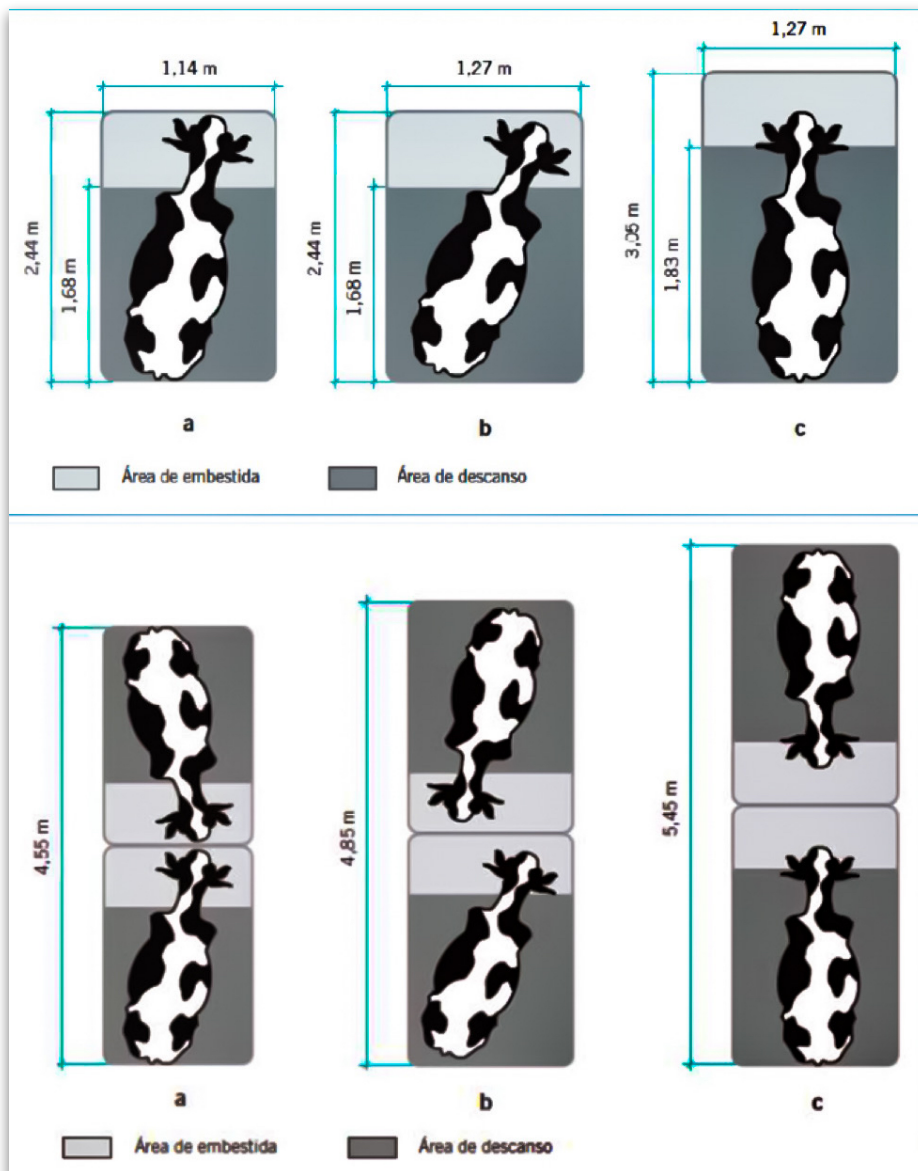 1,14 m
1,27 m
1,27 m
2,44 m
1,68 m
2,44 m
1,68 m
3,05 m
1,83 m
a
b
c
Área de embestida
Área de descanso
4,55 m
4,85 m
5,45 m
a
b
c
Área de embestida
Área de descanso